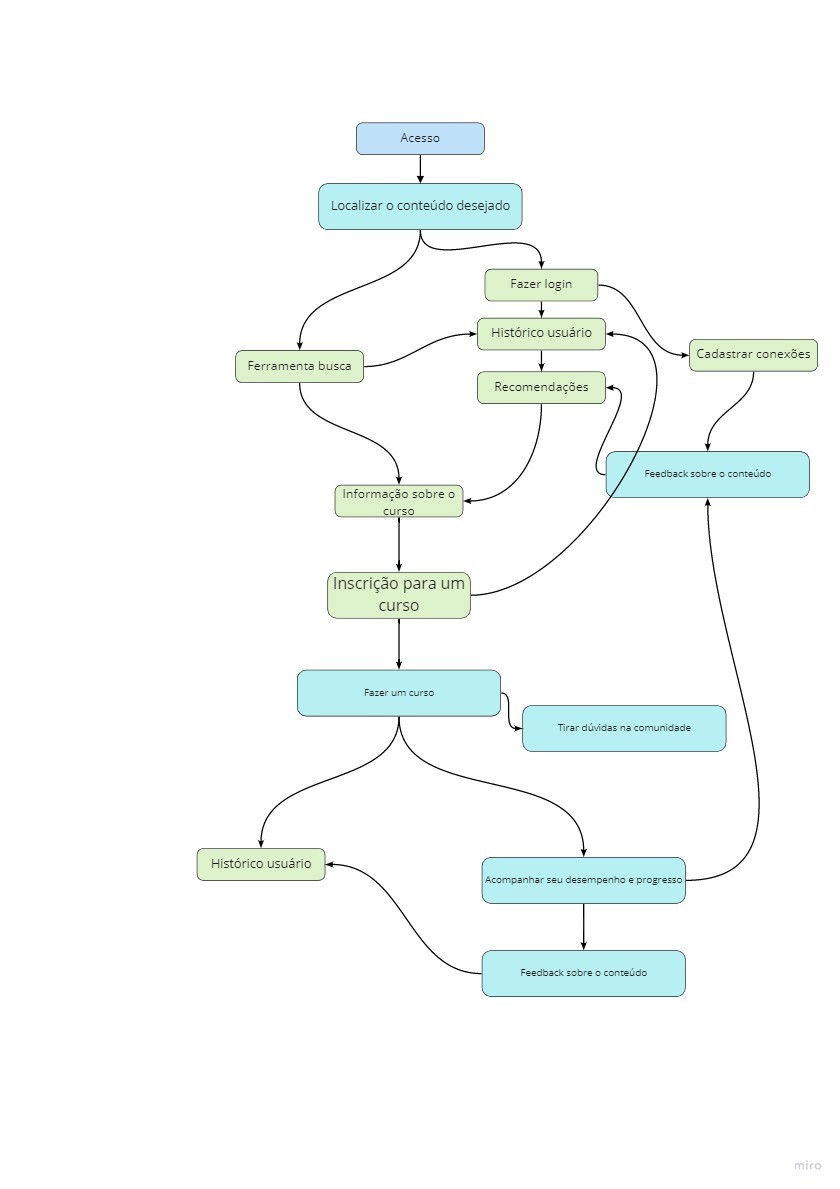 Acesso
Localizar o conteúdo desejado
Fazer login
Histórico usuário
Cadastrar conexões
Ferramenta busca
Recomendações
Feedback sobre o conteúdo
Informação sobre o
curso
Inscrição para um
curso
Fazer um curso
Tirar dúvidas na comunidade
Histórico usuário
Acompanhar seu desempenho e progresso
Feedback sobre o conteúdo
miro